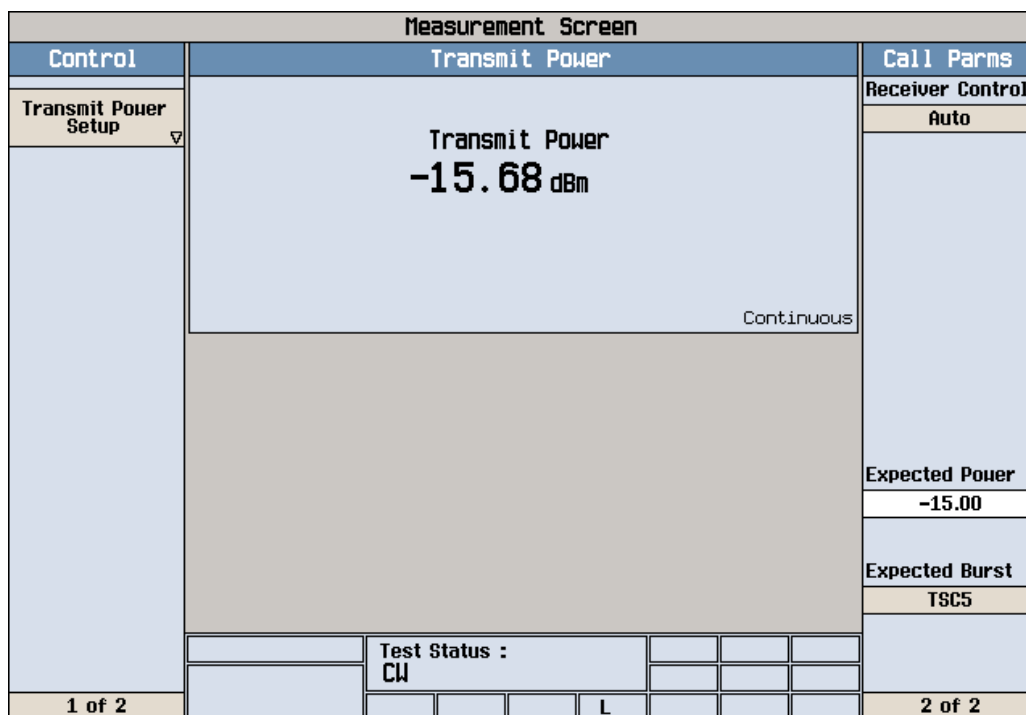 Measurement Screen
Control
Transmit Power
Call Parms
Transmit Power
Setup
Transmit Power
-15.68 dBm
Continuous
Receiver Control
Auto
Expected Power
-15.00
Expected Burst
TSC5
Test Status :
CW
1 of 2
L
2 of 2